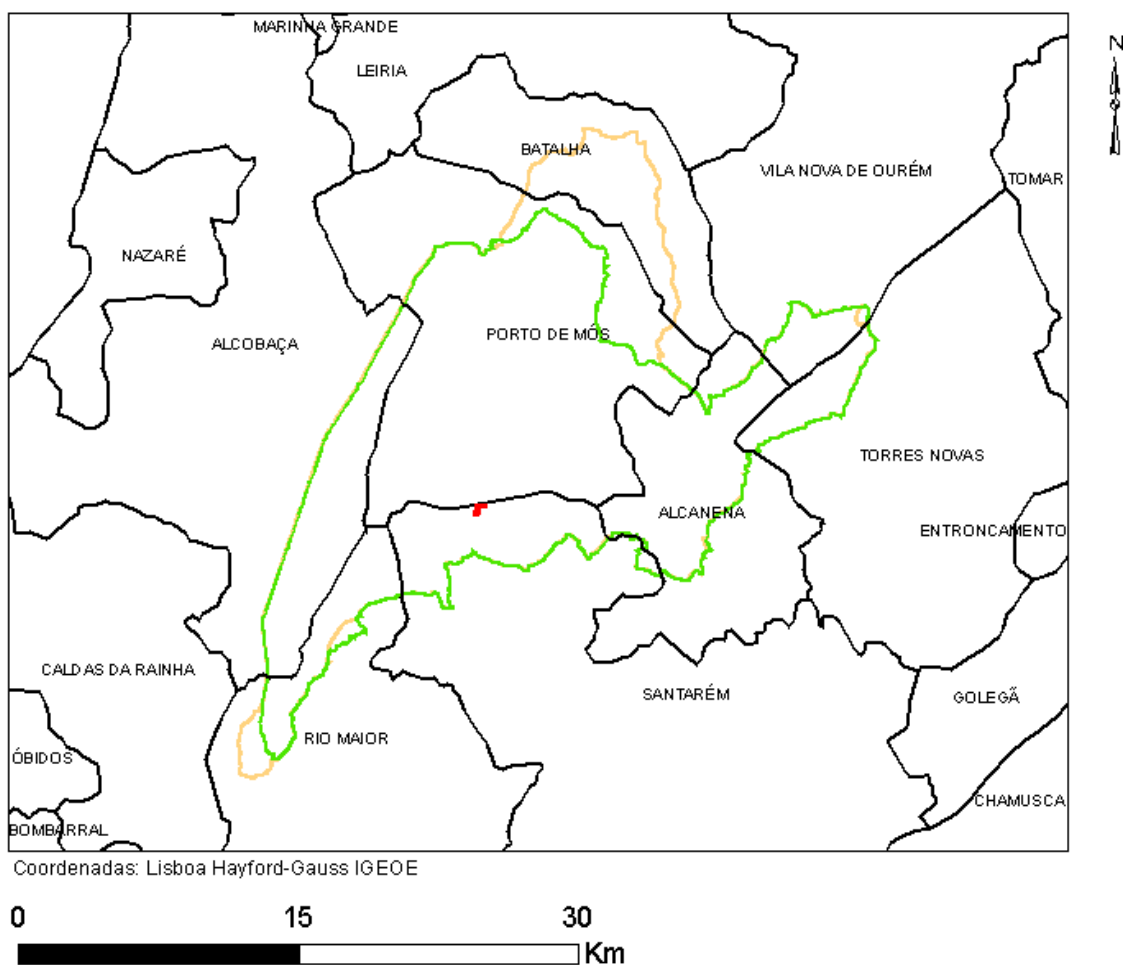 MARINHA GRANDE
N
LEIRIA
BATALHA
VILA NOVA DE OURÉM
TOMAR
NAZARÉ
PORTO DE MÓS
ALCOBAÇA
TORRES NOVAS
ALCANENA
ENTRONCAMENTO
CALDAS DA RAINHA
SANTARÉM
GOLEGÃ
RIO MAIOR
ÓBIDOS
CHAMUSCA
BOMBARRAL
Coordenadas: Lisboa Hayford-Gauss IGEOE
0 15 30
Km